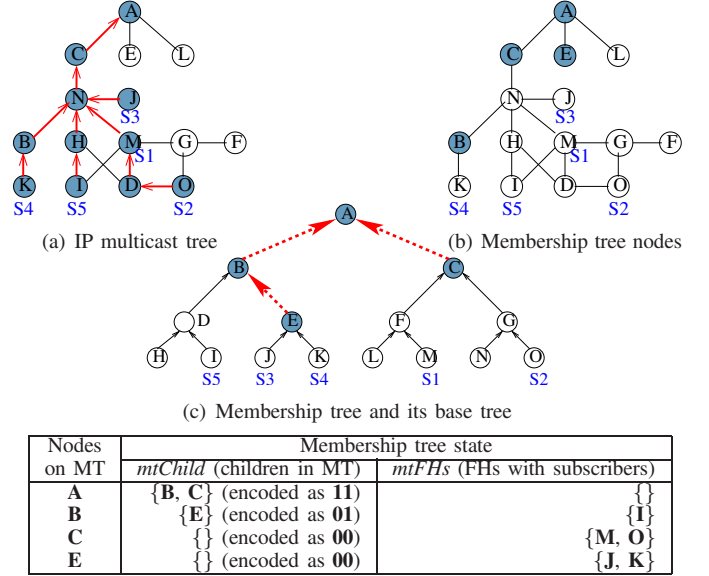 A
C
E
L
N
J
S3
B
H
M
S1
G
F
K
S4
I
S5
D
O
S2
(a) IP multicast tree
A
C
E
L
N
J
S3
B
H
M
S1
G
F
K
S4
I
S5
D
O
S2
(b) Membership tree nodes
A
B
C
D
E
F
G
H
I
J
K
L
M
N
O
S5
S3
S4
S1
S2
(c) Membership tree and its base tree
Nodes on MT
Membership tree state
mtChild (children in MT)
mtFHs (FHs with subscribers)
A {B, C} (encoded as 11) {}
B {E} (encoded as 01) {I}
C {} (encoded as 00) {M, O}
E {} (encoded as 00) {J, K}